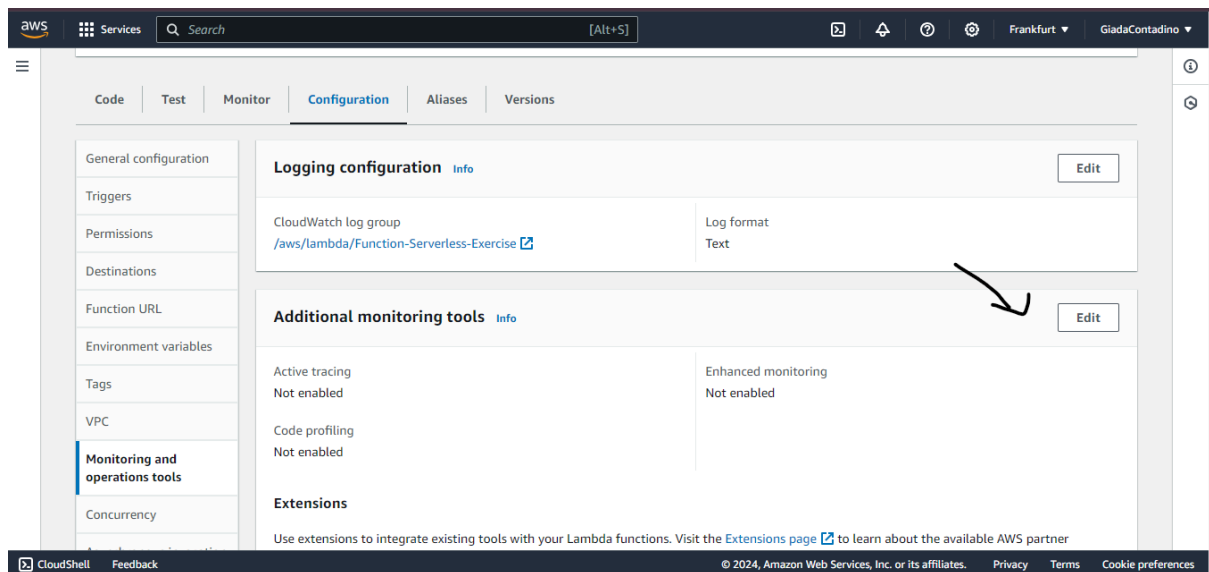 aws
Services
Search [Alt+S]
Frankfurt ▼
GiadaContadino ▼
Code
Test
Monitor
Configuration
Aliases
Versions
General configuration
Triggers
Permissions
Destinations
Function URL
Environment variables
Tags
VPC
Monitoring and
operations tools
Concurrency
Logging configuration Info
Edit
CloudWatch log group
/aws/lambda/Function-Serverless-Exercise
Log format
Text
Additional monitoring tools Info
Edit
Active tracing
Not enabled
Enhanced monitoring
Not enabled
Code profiling
Not enabled
Extensions
Use extensions to integrate existing tools with your Lambda functions. Visit the Extensions page to learn about the available AWS partner
CloudShell
Feedback
© 2024, Amazon Web Services, Inc. or its affiliates.
Privacy
Terms
Cookie preferences